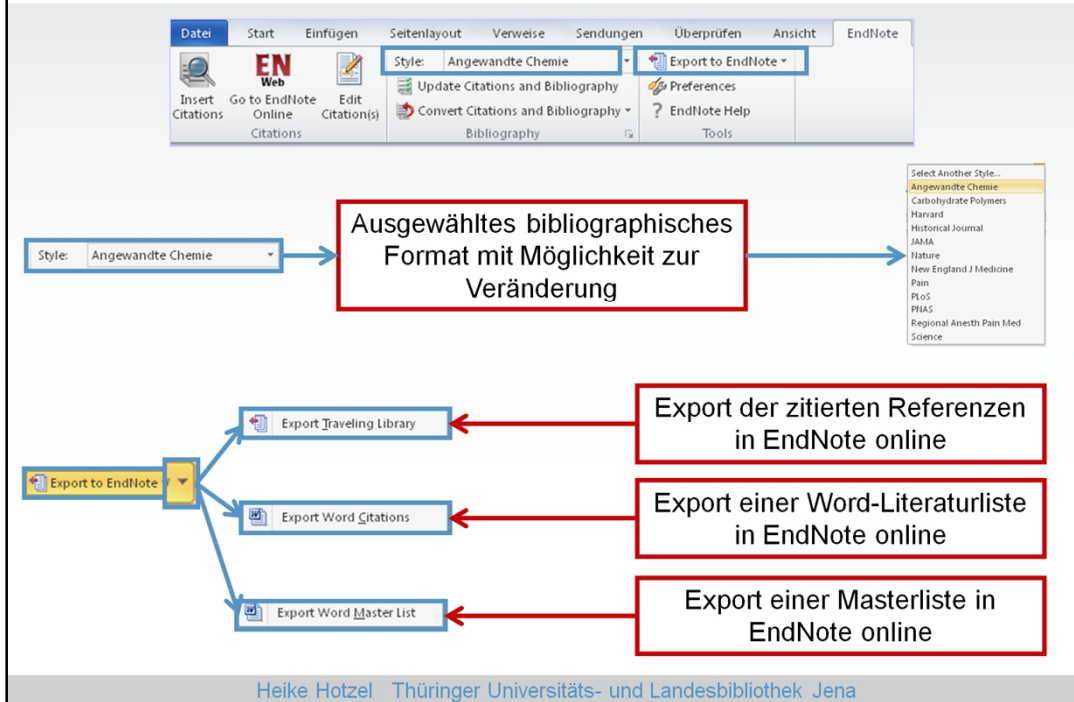 Datei Start Einfügen Seitenlayout Verweise Sendungen Überprüfen Ansicht EndNote
EN
Web
Insert
Citations
Go to EndNote
Online
Edit
Citation(s)
Citations
Style: Angewandte Chemie
Update Citations and Bibliography
Convert Citations and Bibliography
Bibliography
Export to EndNote
Preferences
? EndNote Help
Tools
Style: Angewandte Chemie
Ausgewähltes bibliographisches
Format mit Möglichkeit zur
Veränderung
Select Another Style...
Angewandte Chemie
Carbohydrate Polymers
Harvard
Historical Journal
JAMA
Nature
New England J Medicine
Pain
PLoS
PNAS
Regional Anesth Pain Med
Science
Export to EndNote
Export Traveling Library
Export der zitierten Referenzen
in EndNote online
Export Word Citations
Export einer Word-Literaturliste
in EndNote online
Export Word Master List
Export einer Masterliste in
EndNote online
Heike Hotzel Thüringer Universitäts- und Landesbibliothek Jena